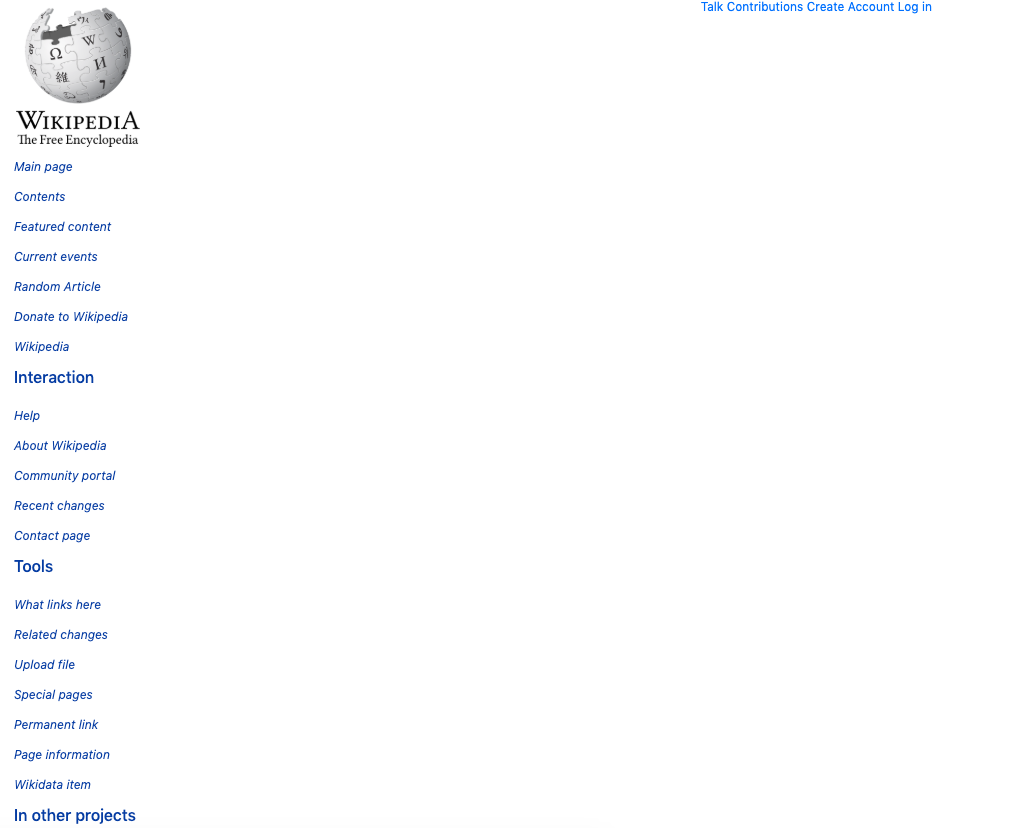 Talk Contributions Create Account Log in
Ω W И
維
WIKIPEDIA
The Free Encyclopedia
Main page
Contents
Featured content
Current events
Random Article
Donate to Wikipedia
Wikipedia
Interaction
Help
About Wikipedia
Community portal
Recent changes
Contact page
Tools
What links here
Related changes
Upload file
Special pages
Permanent link
Page information
Wikidata item
In other projects